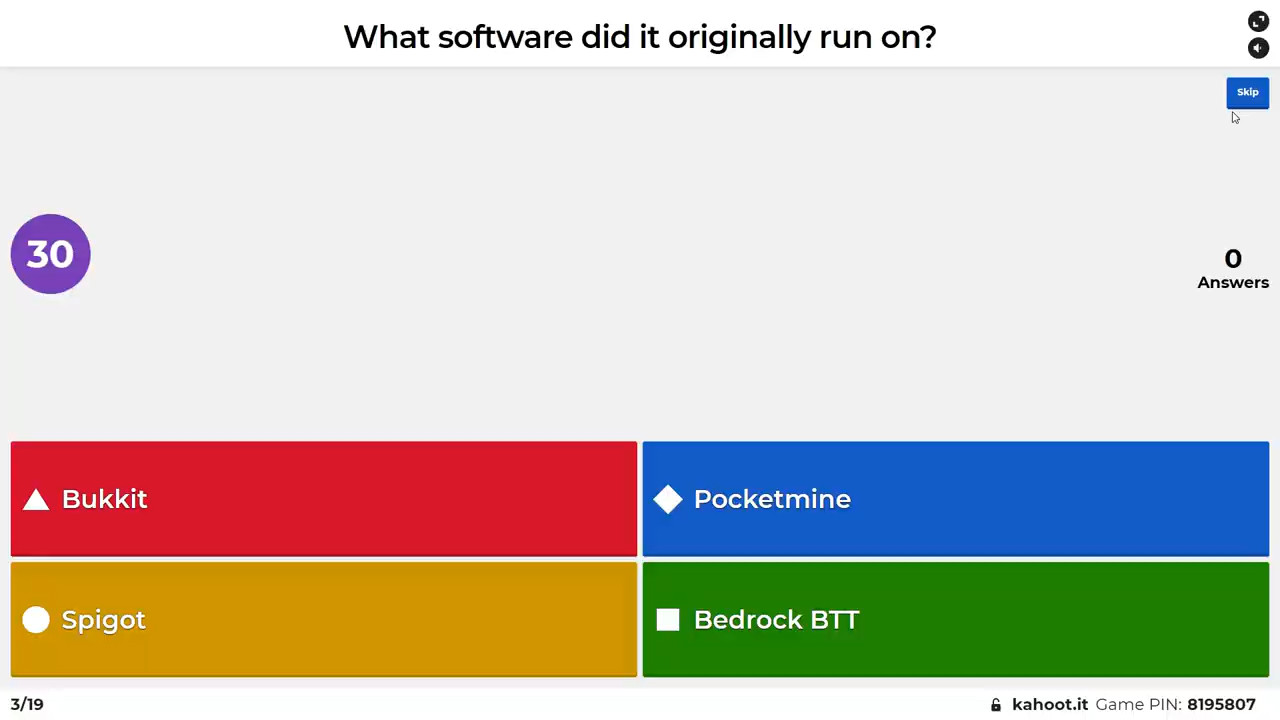 What software did it originally run on?
Skip
30
0
Answers
Bukkit
Pocketmine
Spigot
Bedrock BTT
3/19
kahoot.it Game PIN: 8195807